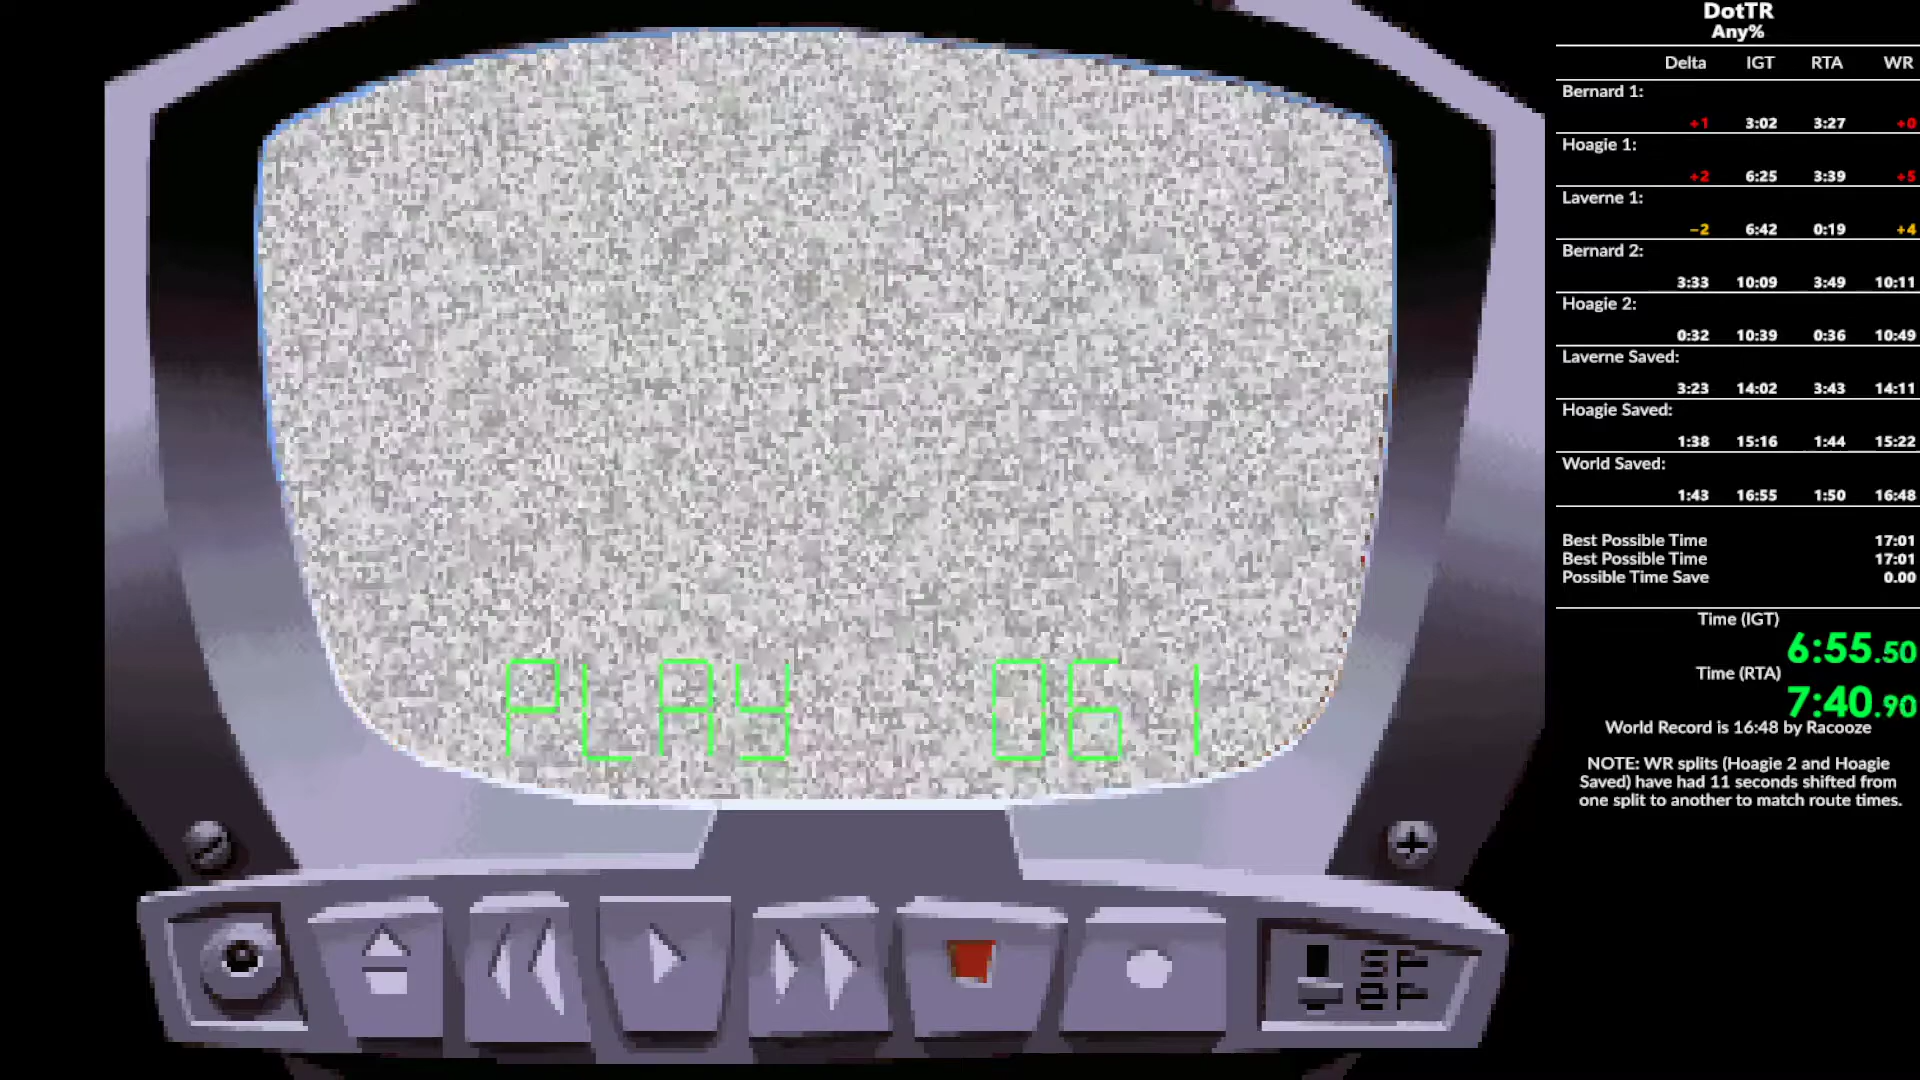 PLAY 061
SP
EP
DotTR
Any%
Delta IGT RTA WR
Bernard 1:
+1 3:02 3:27 +0
Hoagie 1:
+2 6:25 3:39 +5
Laverne 1:
−2 6:42 0:19 +4
Bernard 2:
3:33 10:09 3:49 10:11
Hoagie 2:
0:32 10:39 0:36 10:49
Laverne Saved:
3:23 14:02 3:43 14:11
Hoagie Saved:
1:38 15:16 1:44 15:22
World Saved:
1:43 16:55 1:50 16:48
Best Possible Time 17:01
Best Possible Time 17:01
Possible Time Save 0.00
Time (IGT)
6:55.50
Time (RTA)
7:40.90
World Record is 16:48 by Racooze
NOTE: WR splits (Hoagie 2 and Hoagie
Saved) have had 11 seconds shifted from
one split to another to match route times.